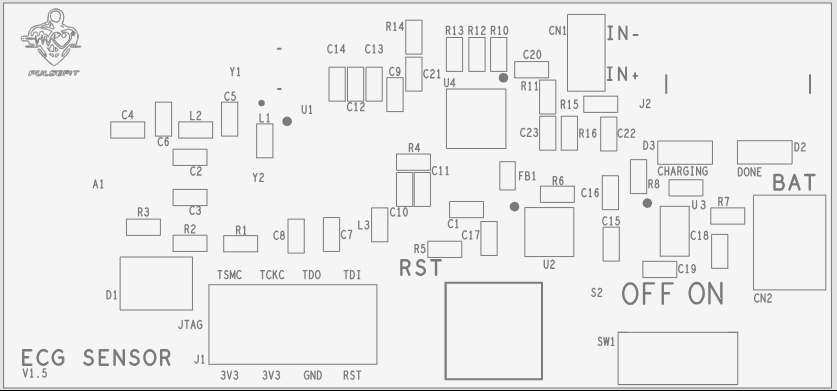 R14
R13 R12 R10
CN1
IN-
C14 C13
C20
Y1
C9
C21
IN+
U4
R11
C5
C12
U1
R15
J2
C4
L2
L1
C6
C23
R16
C22
R4
D3
D2
C2
CHARGING
DONE
Y2
C11
FB1
A1
R6
C16
R8
BAT
C3
U3
R7
R3
C10
C1
C15
R2
R1
C8
C7
L3
C17
C18
R5
U2
RST
C19
TSMC TCKC TDO TDI
D1
S2
OFF ON
CN2
JTAG
SW1
ECG SENSOR
J1
V1.5
3V3 3V3 GND RST
PULSEFIT